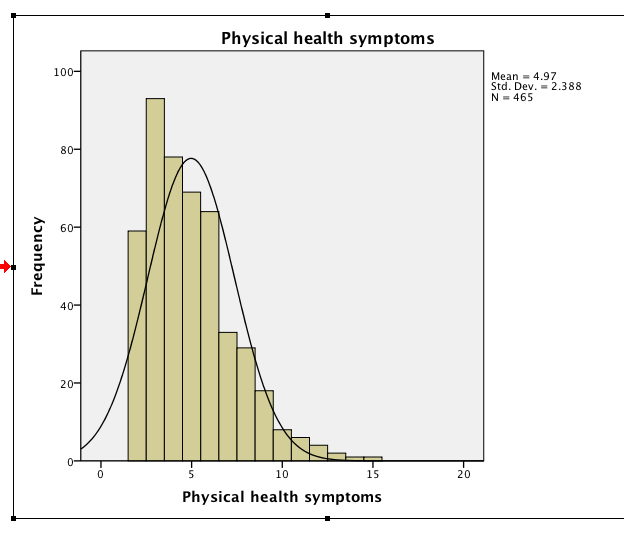 Physical health symptoms
Mean = 4.97
Std. Dev. = 2.388
N = 465
100
80
60
40
20
0
Frequency
0 5 10 15 20
Physical health symptoms